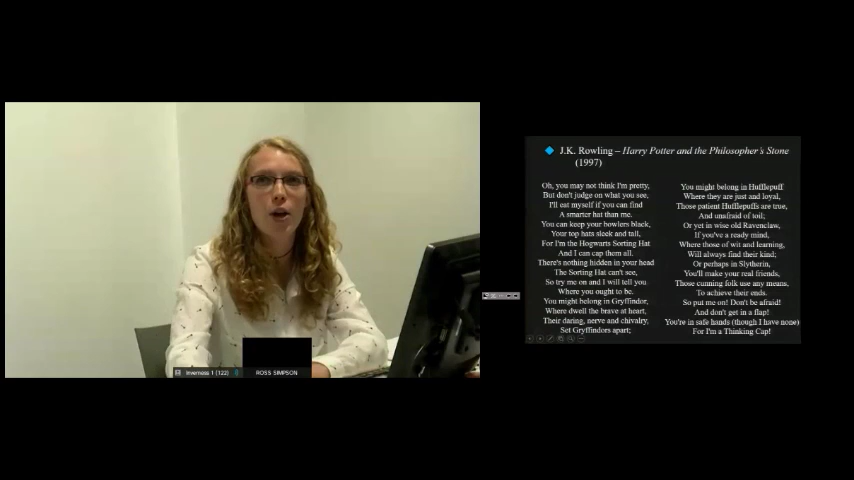 J.K. Rowling – Harry Potter and the Philosopher's Stone
(1997)
Oh, you may not think I'm pretty,
But don't judge on what you see,
I'll eat myself if you can find
A smarter hat than me.
You can keep your bowlers black,
Your top hats sleek and tall,
For I'm the Hogwarts Sorting Hat
And I can cap them all.
There's nothing hidden in your head
The Sorting Hat can't see,
So try me on and I will tell you
Where you ought to be.
You might belong in Gryffindor,
Where dwell the brave at heart,
Their daring, nerve and chivalry,
Set Gryffindors apart;
You might belong in Hufflepuff
Where they are just and loyal,
Those patient Hufflepuffs are true,
And unafraid of toil;
Or yet in wise old Ravenclaw,
If you've a ready mind,
Where those of wit and learning,
Will always find their kind;
Or perhaps in Slytherin,
You'll make your real friends,
Those cunning folk use any means,
To achieve their ends.
So put me on! Don't be afraid!
And don't get in a flap!
You're in safe hands (though I have none)
For I'm a Thinking Cap!
Inverness 1 (122)
ROSS SIMPSON